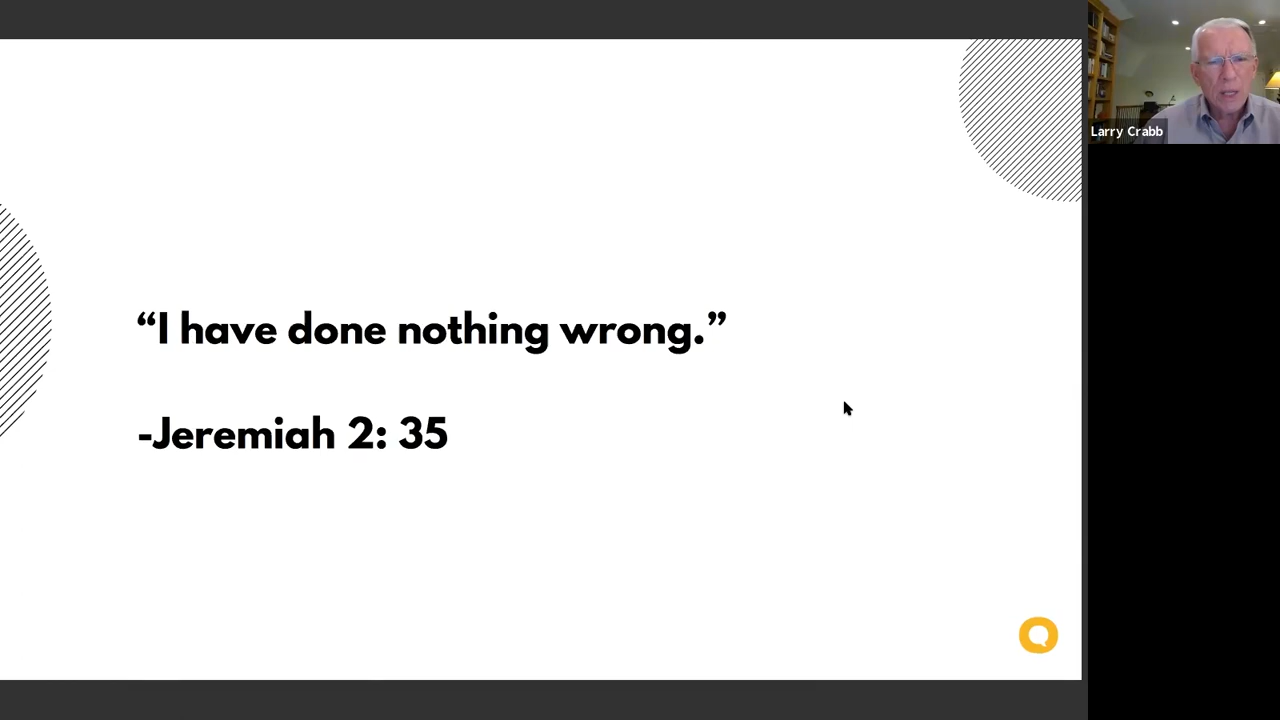 “I have done nothing wrong.”
-Jeremiah 2: 35
Larry Crabb